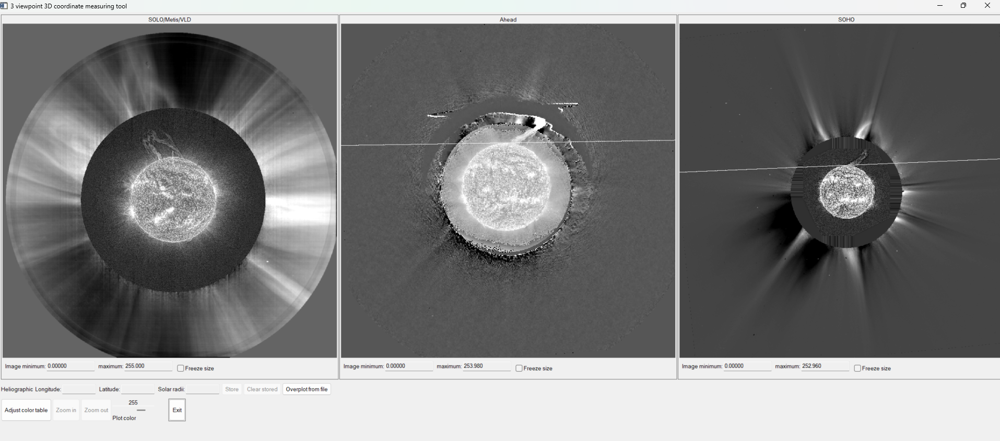 3 viewpoint 3D coordinate measuring tool
SOLO/Metis/VLD
Ahead
SOHO
Image minimum: 0.00000 maximum: 255.000 Freeze size
Image minimum: 0.00000 maximum: 253.980 Freeze size
Image minimum: 0.00000 maximum: 252.960 Freeze size
Heliographic Longitude: Latitude: Solar radii: Store Clear stored Overplot from file
255
Adjust color table Zoom in Zoom out Exit
Plot color